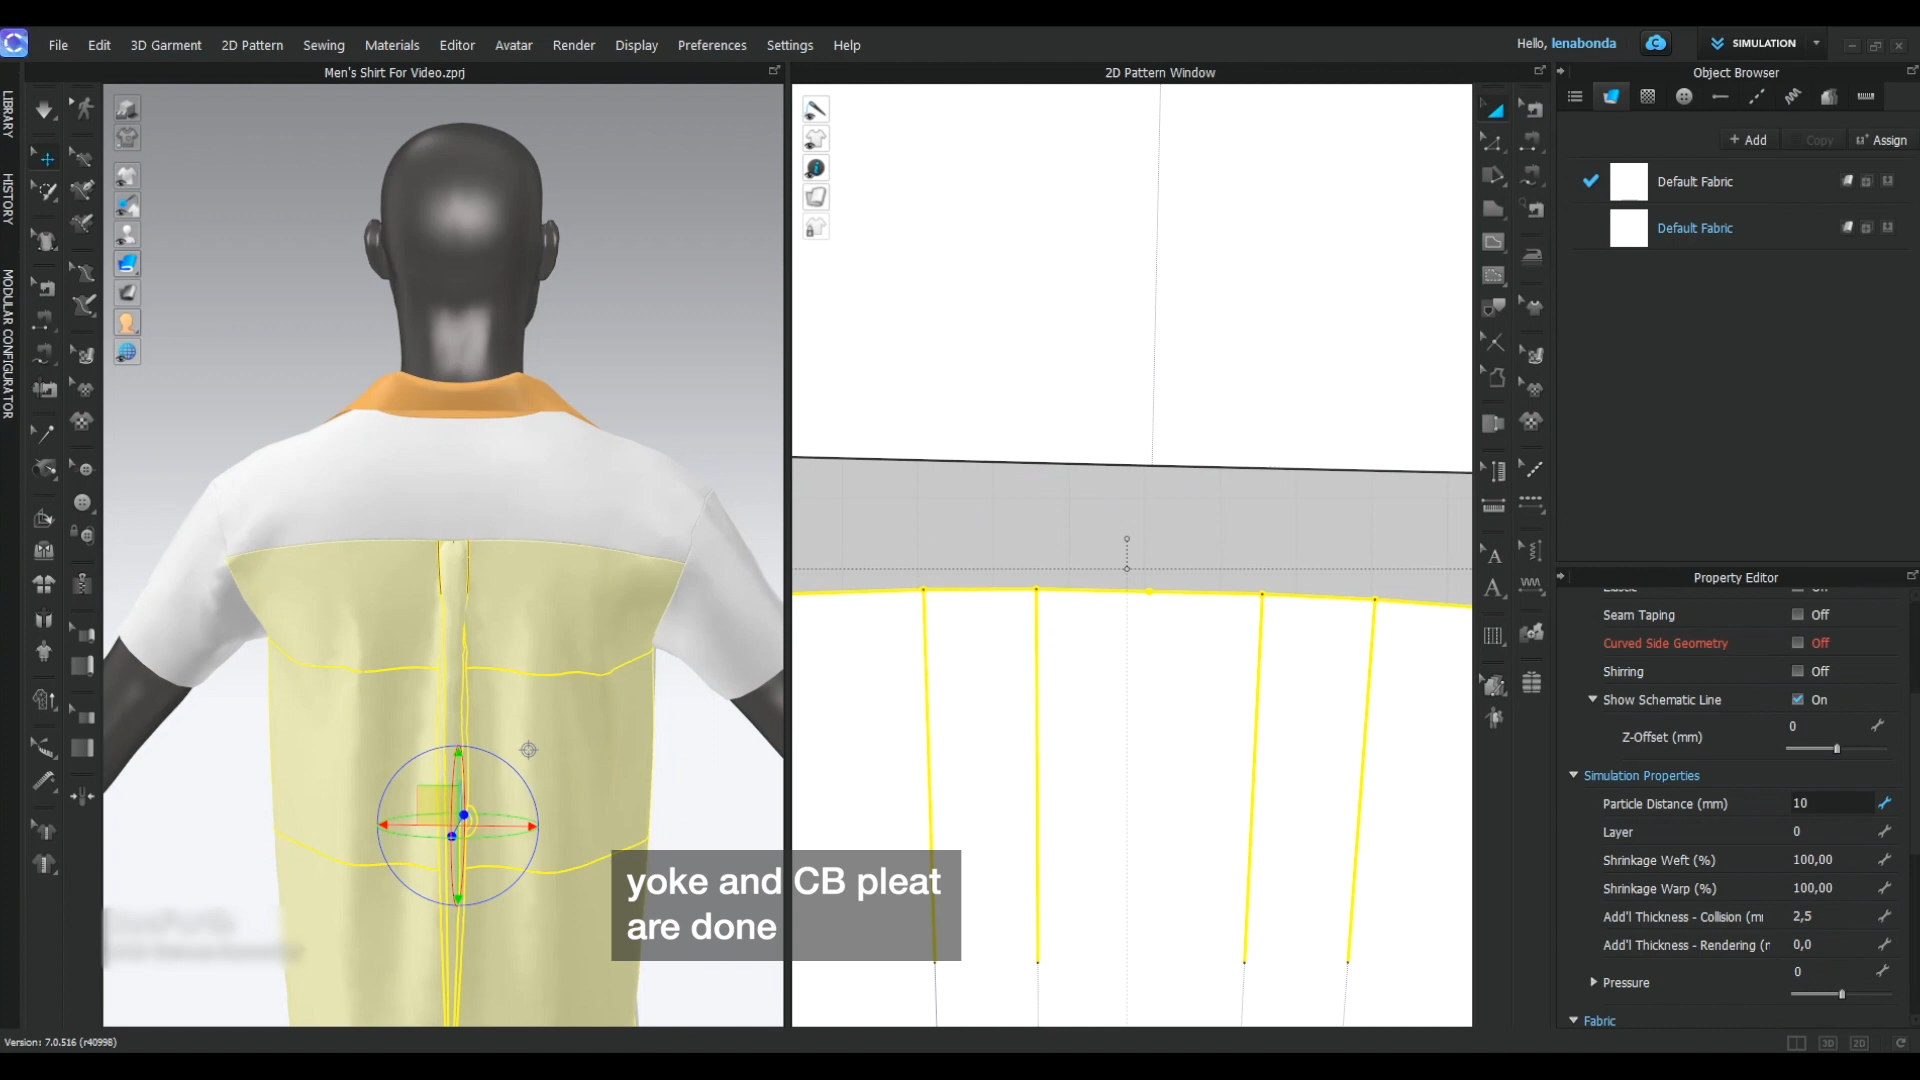 File Edit 3D Garment 2D Pattern Sewing Materials Editor Avatar Render Display Preferences Settings Help
Hello, lenabonda
SIMULATION
Men's Shirt For Video.zprj
2D Pattern Window
Object Browser
LIBRARY
HISTORY
MODULAR CONFIGURATOR
+ Add
Copy
Assign
Default Fabric
Default Fabric
Property Editor
Seam Taping Off
Curved Side Geometry Off
Shirring Off
Show Schematic Line On
Z-Offset (mm) 0
Simulation Properties
Particle Distance (mm) 10
Layer 0
Shrinkage Weft (%) 100,00
Shrinkage Warp (%) 100,00
Add'l Thickness - Collision (m 2,5
Add'l Thickness - Rendering (r 0,0
Pressure 0
Fabric
yoke and CB pleat
are done
Version: 7.0.516 (r40998)
3D
2D